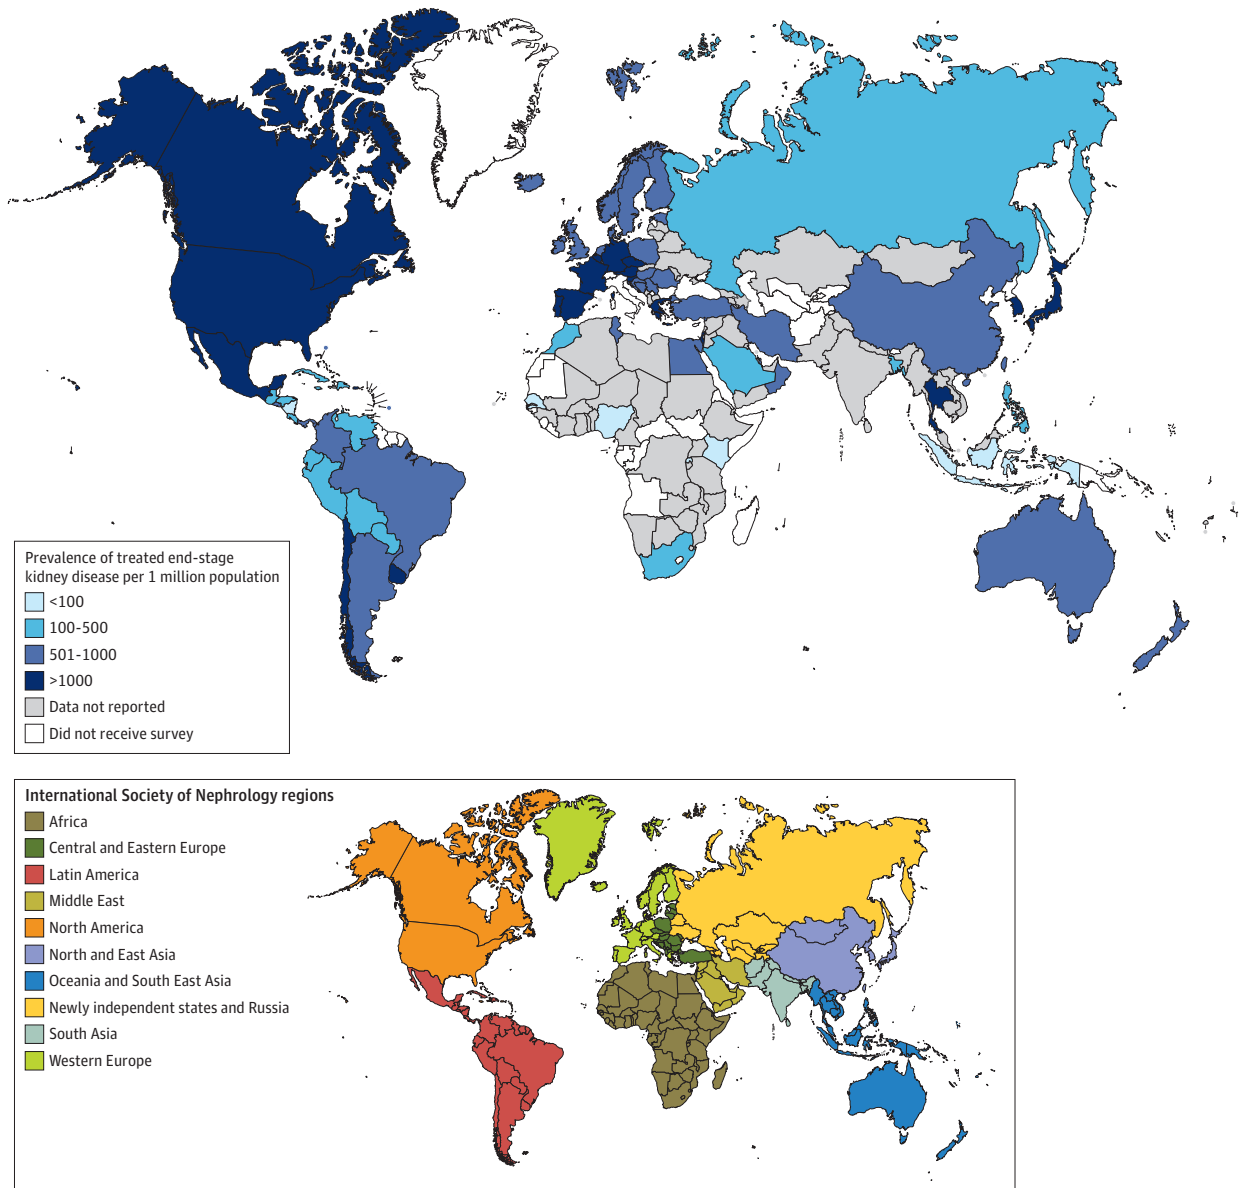 Prevalence of treated end-stage
kidney disease per 1 million population
<100
100-500
501-1000
>1000
Data not reported
Did not receive survey
International Society of Nephrology regions
Africa
Central and Eastern Europe
Latin America
Middle East
North America
North and East Asia
Oceania and South East Asia
Newly independent states and Russia
South Asia
Western Europe